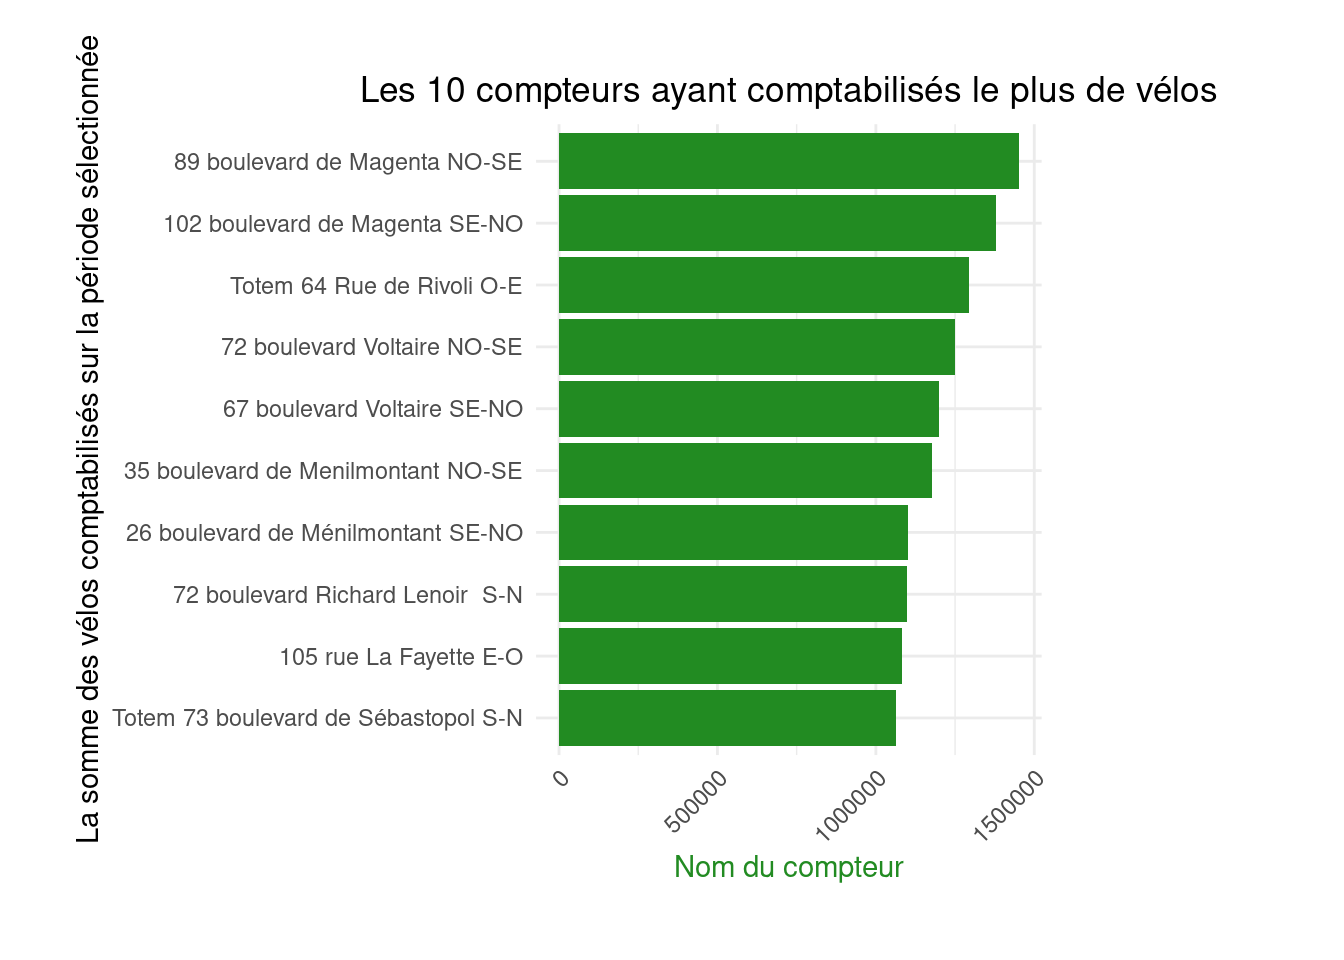 Les 10 compteurs ayant comptabilisés le plus de vélos
La somme des vélos comptabilisés sur la période sélectionnée
89 boulevard de Magenta NO-SE
102 boulevard de Magenta SE-NO
Totem 64 Rue de Rivoli O-E
72 boulevard Voltaire NO-SE
67 boulevard Voltaire SE-NO
35 boulevard de Menilmontant NO-SE
26 boulevard de Ménilmontant SE-NO
72 boulevard Richard Lenoir  S-N
105 rue La Fayette E-O
Totem 73 boulevard de Sébastopol S-N
0
500000
1000000
1500000
Nom du compteur